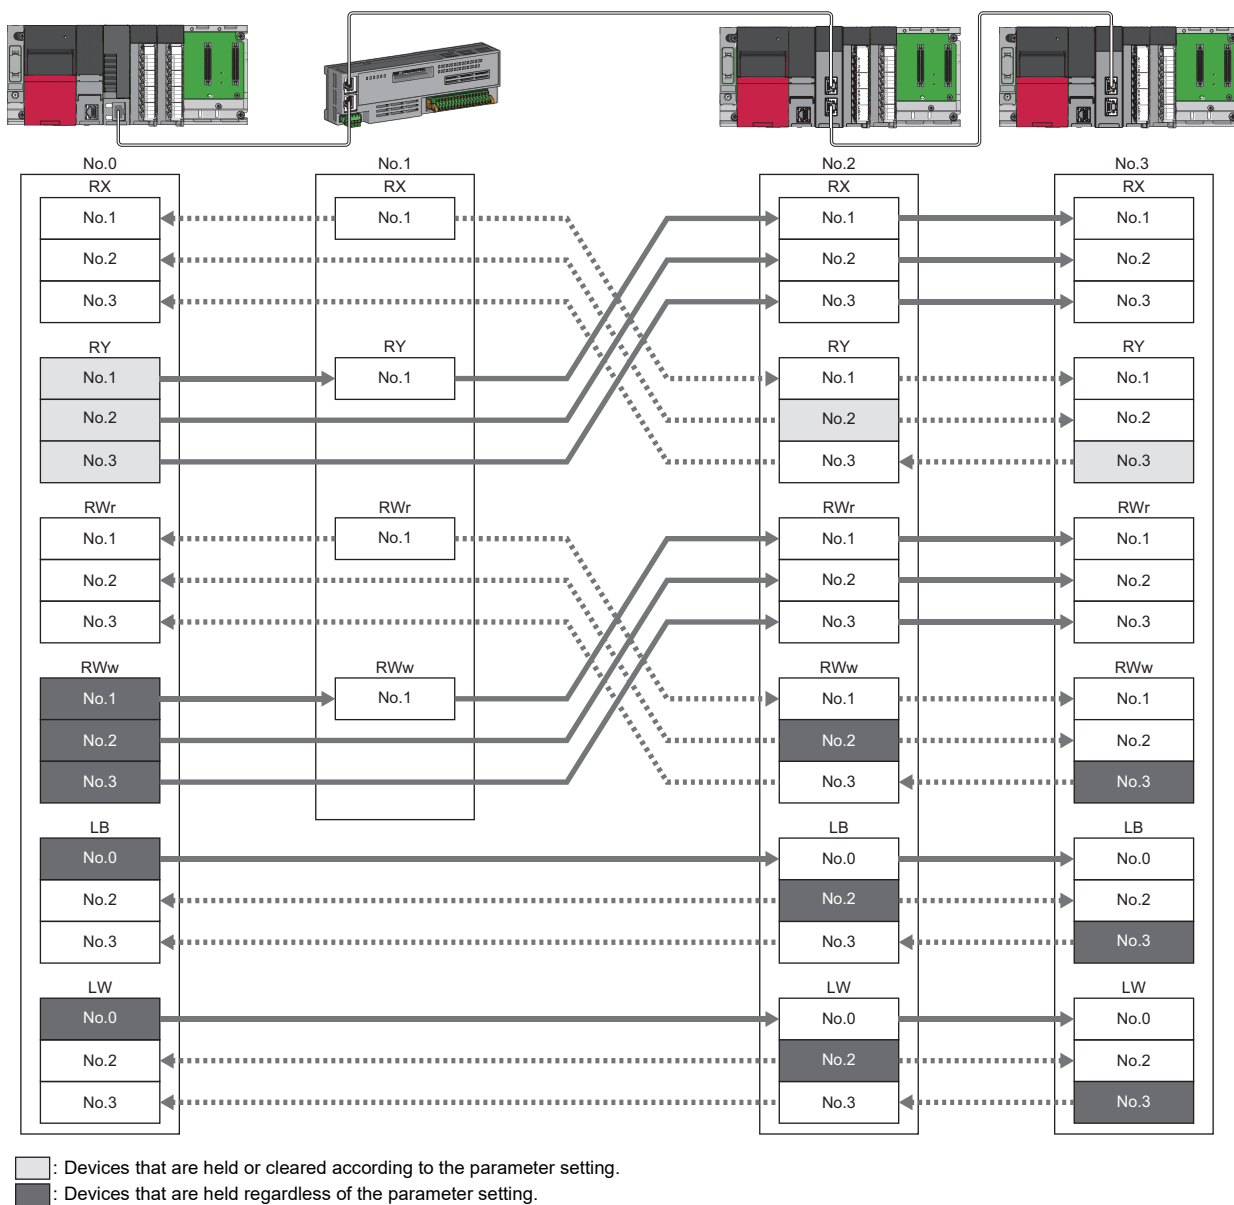 No.0
No.1
No.2
No.3
RX
RX
RX
RX
No.1
No.1
No.1
No.1
No.2
No.2
No.2
No.3
No.3
No.3
RY
RY
RY
RY
No.1
No.1
No.1
No.1
No.2
No.2
No.2
No.3
No.3
No.3
RWr
RWr
RWr
RWr
No.1
No.1
No.1
No.1
No.2
No.2
No.2
No.3
No.3
No.3
RWw
RWw
RWw
RWw
No.1
No.1
No.1
No.1
No.2
No.2
No.2
No.3
No.3
No.3
LB
LB
LB
No.0
No.0
No.0
No.2
No.2
No.2
No.3
No.3
No.3
LW
LW
LW
No.0
No.0
No.0
No.2
No.2
No.2
No.3
No.3
No.3
: Devices that are held or cleared according to the parameter setting.
: Devices that are held regardless of the parameter setting.